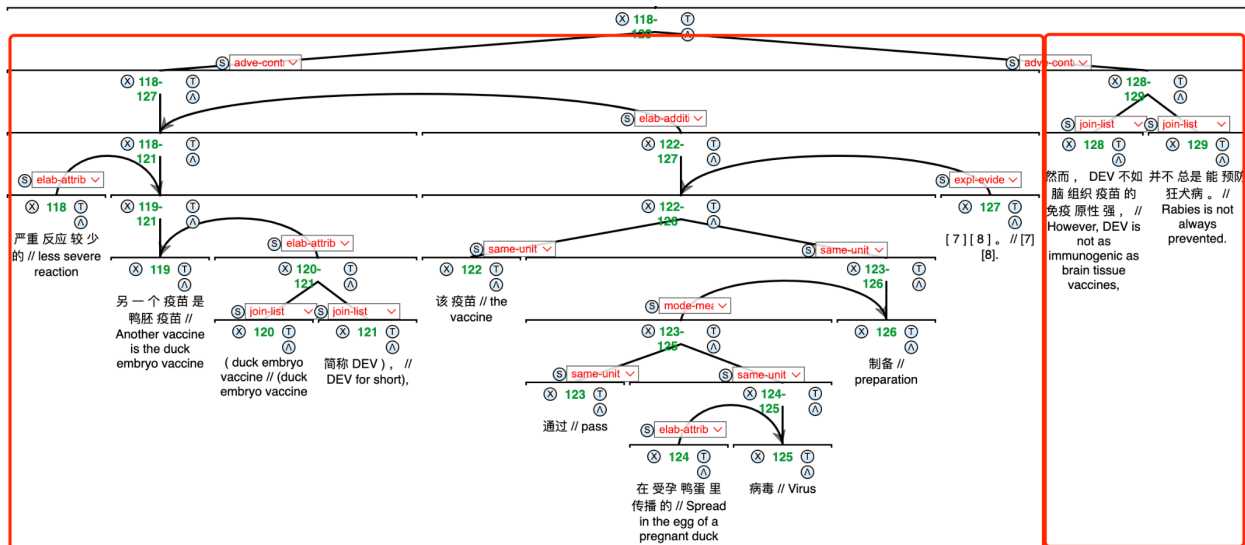 118-
129
adve-cont
adve-cont
118-
127
128-
129
elab-additi
join-list
join-list
118-
121
122-
127
128
129
然而 ， DEV 不如
脑 组织 疫苗 的
免疫 原性 强 ， //
However, DEV is
not as
immunogenic as
brain tissue
vaccines,
并不 总是 能 预防
狂犬病 。 //
Rabies is not
always
prevented.
elab-attrib
expl-evide
118
119-
121
122-
126
127
严重 反应 较 少
的 // less severe
reaction
[ 7 ] [ 8 ] 。 // [7]
[8].
elab-attrib
same-unit
same-unit
119
120-
121
122
123-
126
另 一 个 疫苗 是
鸭胚 疫苗 //
Another vaccine
is the duck
embryo vaccine
join-list
join-list
该 疫苗 // the
vaccine
mode-mea
120
121
123-
125
126
( duck embryo
vaccine // (duck
embryo vaccine
简称 DEV ) ， //
DEV for short),
制备 //
preparation
same-unit
same-unit
123
124-
125
通过 // pass
elab-attrib
124
125
在 受孕 鸭蛋 里
传播 的 // Spread
in the egg of a
pregnant duck
病毒 // Virus